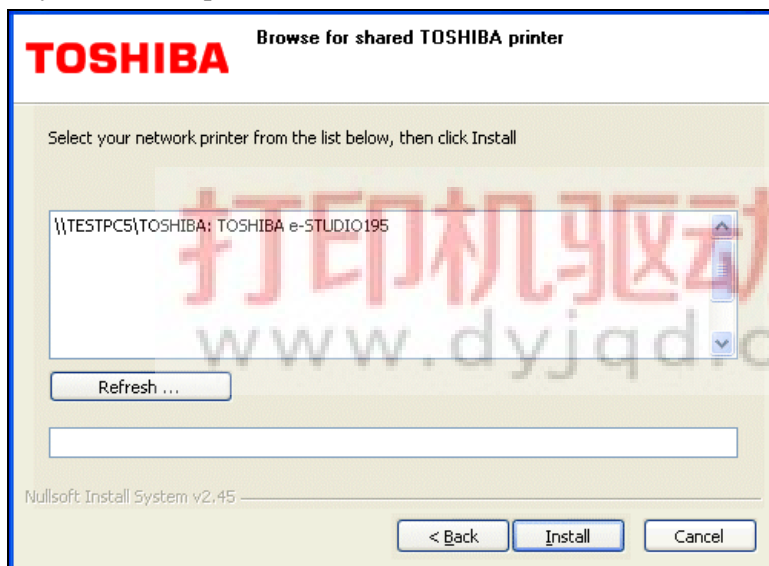 TOSHIBA
Browse for shared TOSHIBA printer
Select your network printer from the list below, then click Install
\\TESTPC5\TOSHIBA: TOSHIBA e-STUDIO195
打印机驱动
www.dyjqd.c
Refresh ...
Nullsoft Install System v2.45
< Back
Install
Cancel